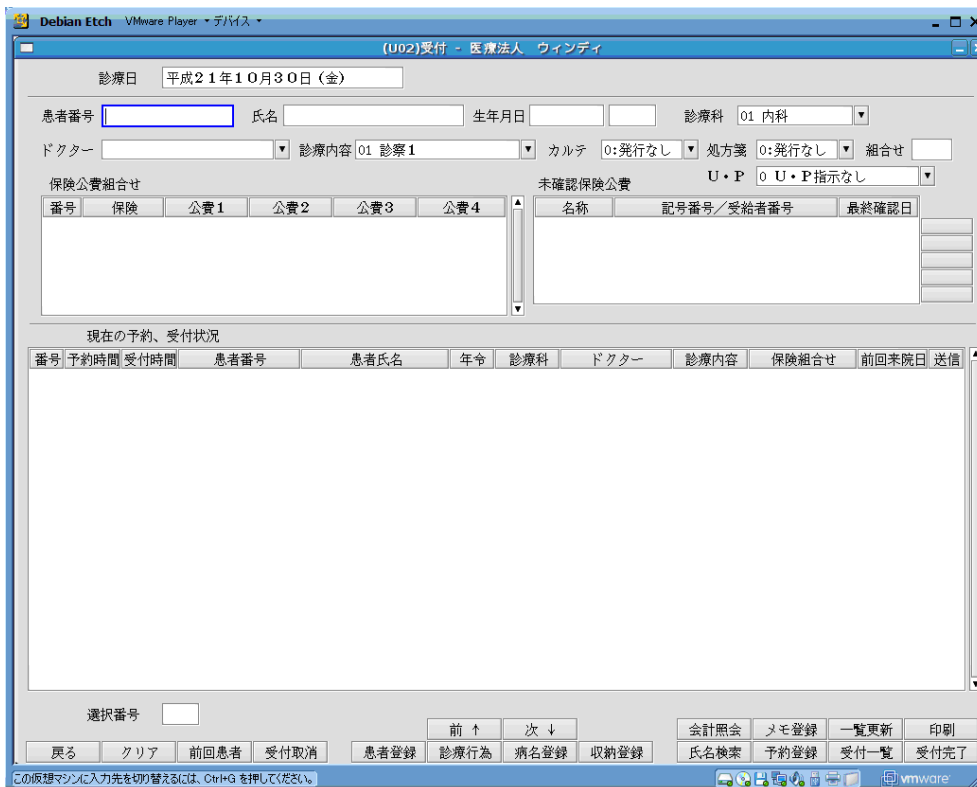 Debian Etch VMware Player ▾ デバイス ▾
(U02)受付 - 医療法人 ウィンディ
診療日 平成21年10月30日(金)
患者番号 氏名 生年月日 診療科 01 内科
ドクター 診療内容 01 診察1 カルテ 0:発行なし 処方箋 0:発行なし 組合せ
保険公費組合せ 未確認保険公費 U・P 0 U・P指示なし
番号 保険 公費1 公費2 公費3 公費4 名称 記号番号/受給者番号 最終確認日
現在の予約、受付状況
番号 予約時間 受付時間 患者番号 患者氏名 年令 診療科 ドクター 診療内容 保険組合せ 前回来院日 送信
選択番号
前 ↑ 次 ↓ 会計照会 メモ登録 一覧更新 印刷
戻る クリア 前回患者 受付取消 患者登録 診療行為 病名登録 収納登録 氏名検索 予約登録 受付一覧 受付完了
この仮想マシンに入力先を切り替えるには、Ctrl+G を押してください。 vmware